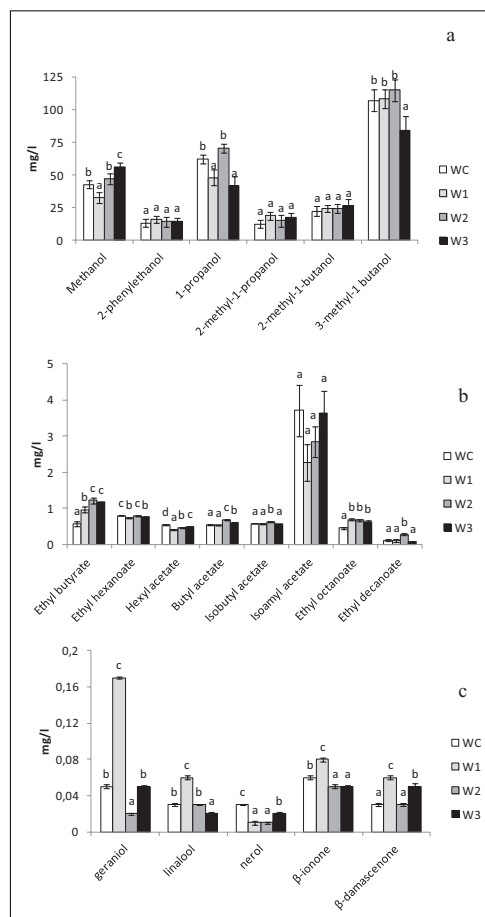 a
125
100
75
50
25
0
mg/l
b a b c
a a a a
b a b a
a a a a
a a a a
b b b a
Methanol
2-phenylethanol
1-propanol
2-methyl-1-propanol
2-methyl-1-butanol
3-methyl-1 butanol
WC
W1
W2
W3
b
5
4
3
2
1
0
mg/l
a b c c
c b c b
d a b c
a a c b
a a b a
a a a a
a b b b
a a b a
Ethyl butyrate
Ethyl hexanoate
Hexyl acetate
Butyl acetate
Isobutyl acetate
Isoamyl acetate
Ethyl octanoate
Ethyl decanoate
WC
W1
W2
W3
c
0,2
0,16
0,12
0,08
0,04
0
mg/l
b c a b
b c b a
c a a b
b c a a
a c a b
geraniol
linalool
nerol
β-ionone
β-damascenone
WC
W1
W2
W3